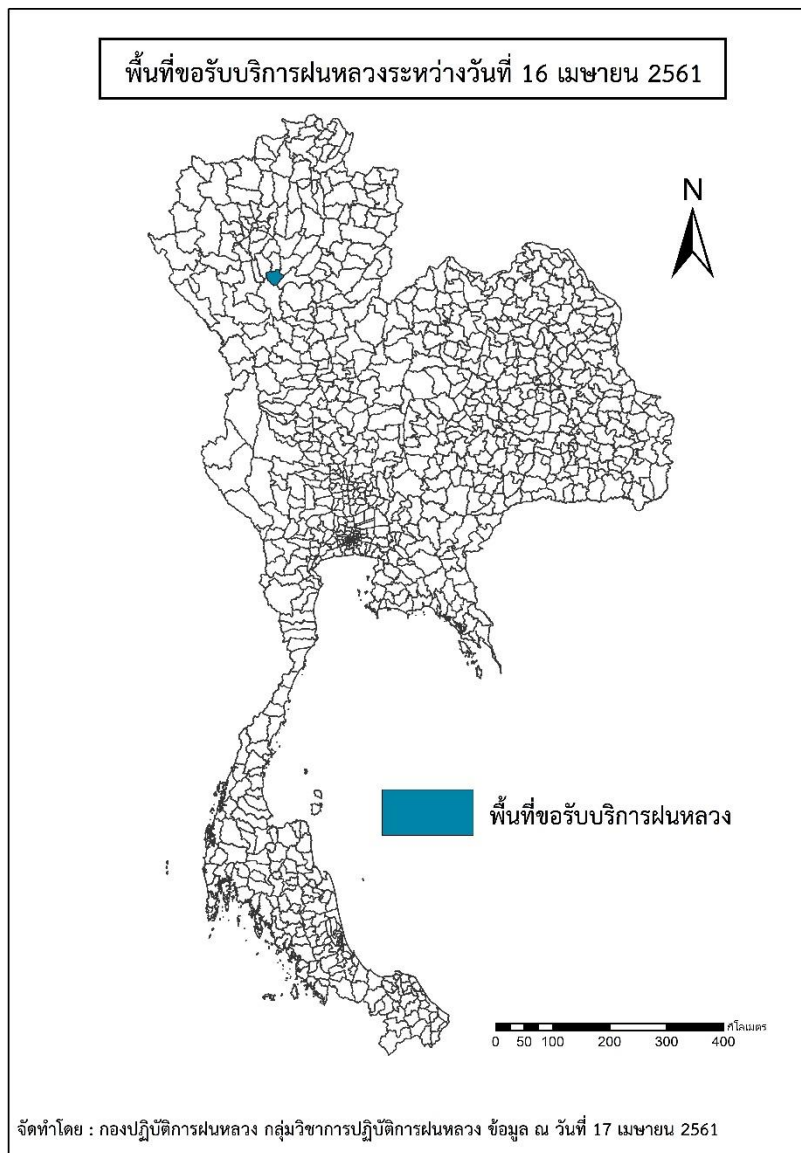 พื้นที่ขอรับบริการฝนหลวงระหว่างวันที่ 16 เมษายน 2561
N
พื้นที่ขอรับบริการฝนหลวง
กิโลเมตร
0 50 100 200 300 400
จัดทำโดย : กองปฏิบัติการฝนหลวง กลุ่มวิชาการปฏิบัติการฝนหลวง ข้อมูล ณ วันที่ 17 เมษายน 2561